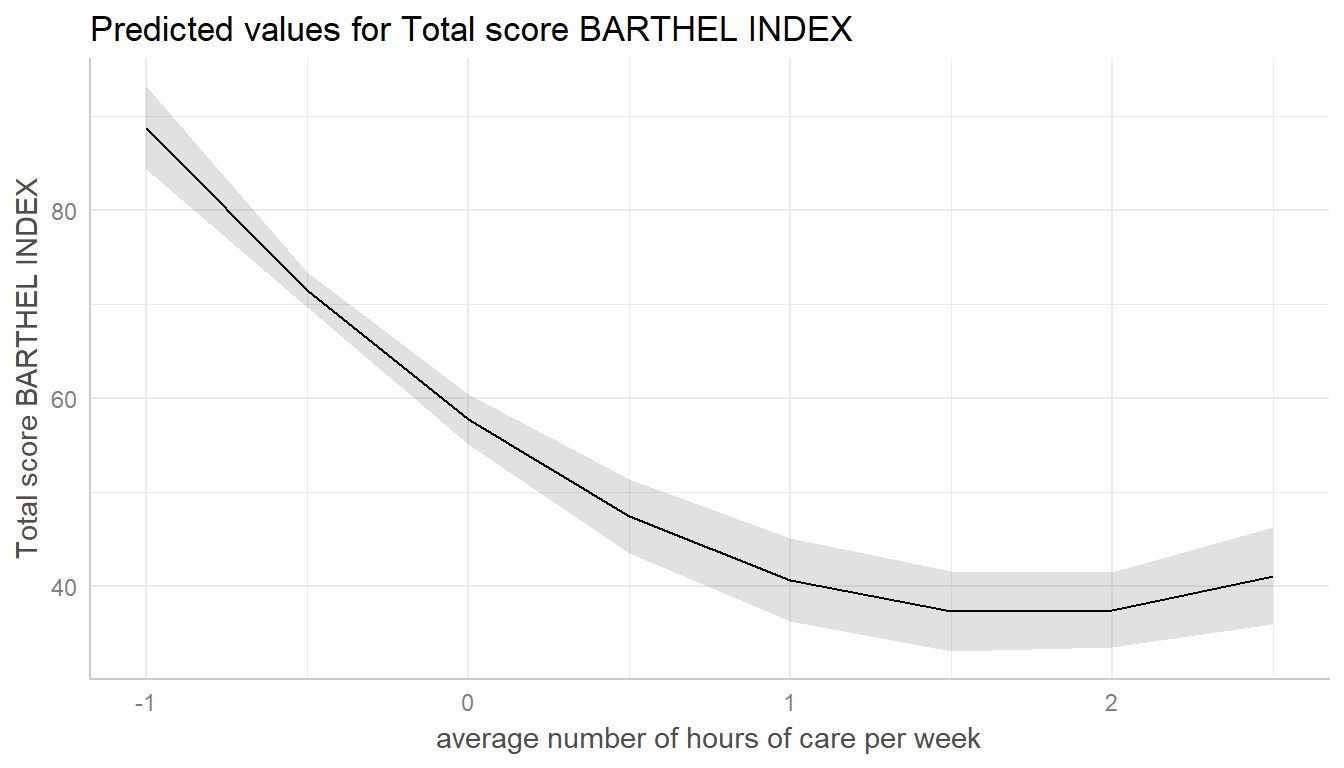 Predicted values for Total score BARTHEL INDEX
Total score BARTHEL INDEX
80
60
40
-1
0
1
2
average number of hours of care per week